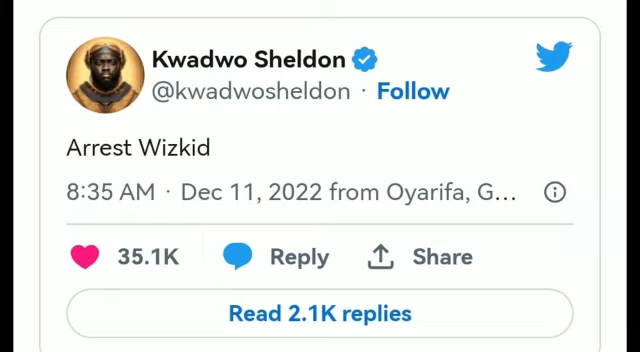 Kwadwo Sheldon
@kwadwosheldon · Follow
Arrest Wizkid
8:35 AM · Dec 11, 2022 from Oyarifa, G...
35.1K Reply Share
Read 2.1K replies